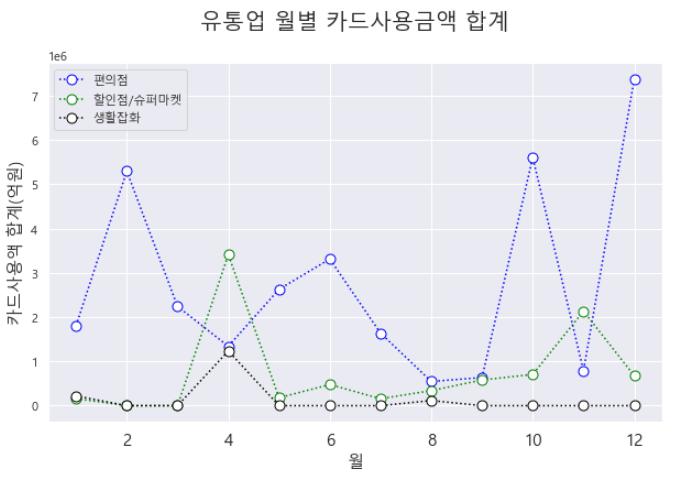 유통업 월별 카드사용금액 합계
1e6
편의점
할인점/슈퍼마켓
생활잡화
7
6
5
4
3
2
1
0
카드사용액 합계(억원)
2 4 6 8 10 12
월